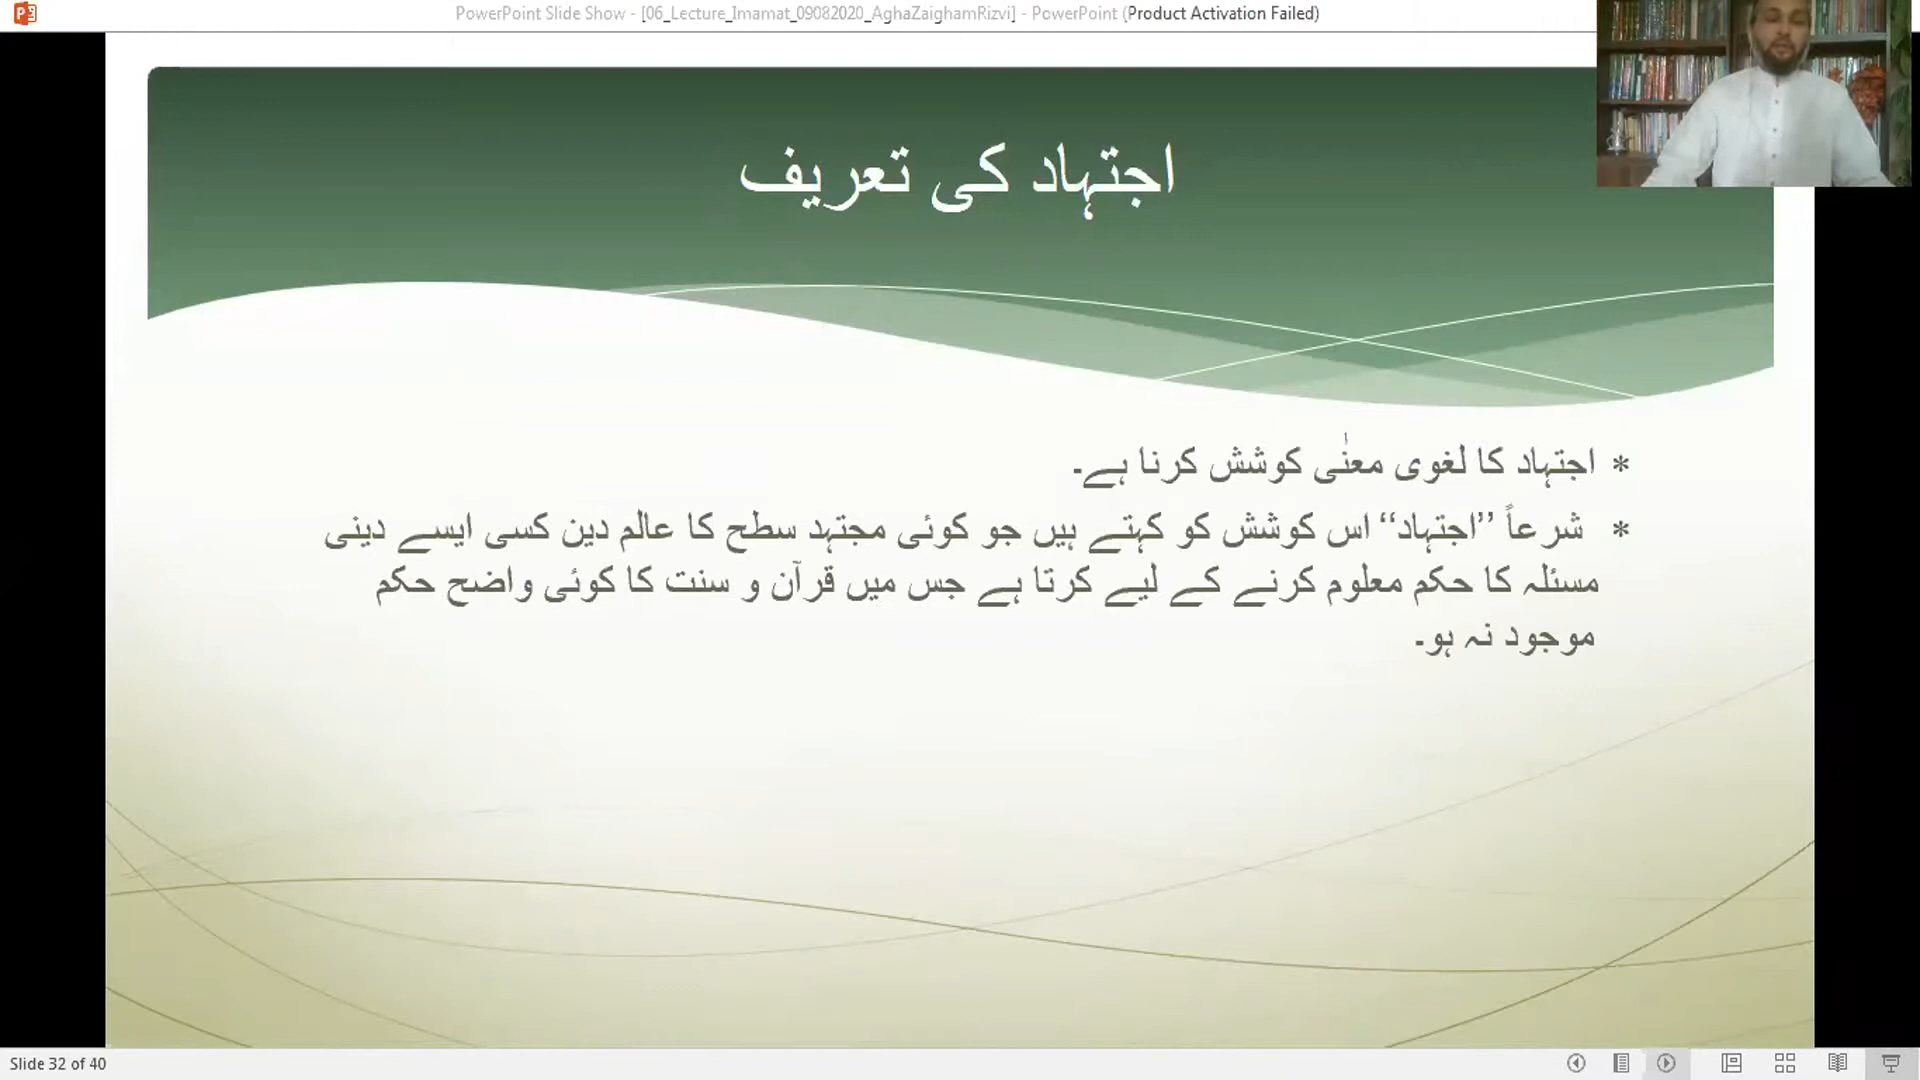 PowerPoint Slide Show - [06_Lecture_Imamat_09082020_AghaZaighamRizvi] - PowerPoint (Product Activation Failed)
اجتہاد کی تعریف
* اجتہاد کا لغوی معنٰی کوشش کرنا ہے۔
* شرعاً ’’اجتہاد‘‘ اس کوشش کو کہتے ہیں جو کوئی مجتہد سطح کا عالم دین کسی ایسے دینی
مسئلہ کا حکم معلوم کرنے کے لیے کرتا ہے جس میں قرآن و سنت کا کوئی واضح حکم
موجود نہ ہو۔
Slide 32 of 40